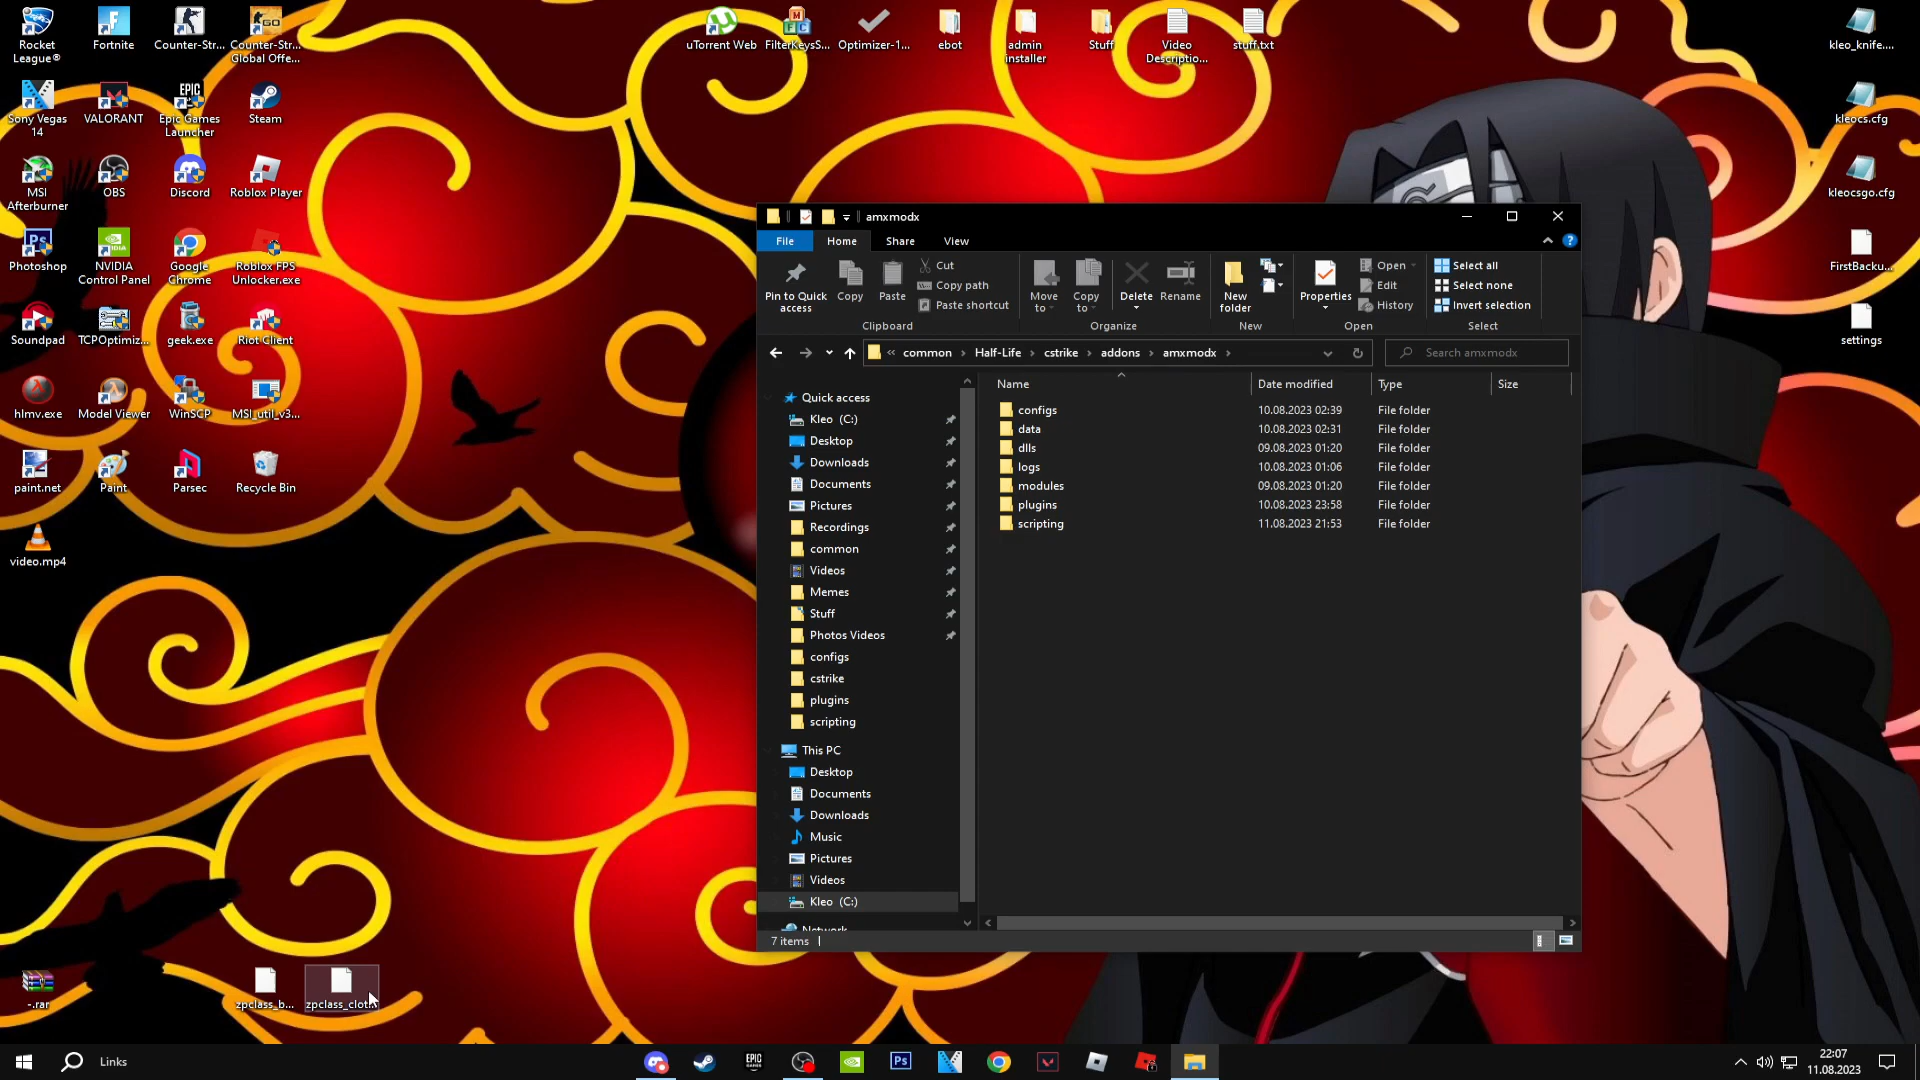 Rocket
League®
Fortnite
Counter-Str...
Counter-Str...
Global Offe...
uTorrent Web
FilterKeysS...
Optimizer-1...
ebot
admin
installer
Stuff
Video
Descriptio...
stuff.txt
kleo_knife....
Sony Vegas
14
VALORANT
Epic Games
Launcher
Steam
kleocs.cfg
MSI
Afterburner
OBS
Discord
Roblox Player
kleocsgo.cfg
Photoshop
NVIDIA
Control Panel
Google
Chrome
Roblox FPS
Unlocker.exe
FirstBacku...
Soundpad
TCPOptimiz...
geek.exe
Riot Client
settings
hlmv.exe
Model Viewer
WinSCP
MSI_util_v3...
paint.net
Paint
Parsec
Recycle Bin
video.mp4
-.rar
zpclass_b...
zpclass_clot...
amxmodx
File
Home
Share
View
Pin to Quick
access
Copy
Paste
Cut
Copy path
Paste shortcut
Clipboard
Move
to
Copy
to
Delete
Rename
Organize
New
folder
New
Properties
Open
Edit
History
Open
Select all
Select none
Invert selection
Select
« common › Half-Life › cstrike › addons › amxmodx ›
Search amxmodx
Quick access
Kleo (C:)
Desktop
Downloads
Documents
Pictures
Recordings
common
Videos
Memes
Stuff
Photos Videos
configs
cstrike
plugins
scripting
This PC
Desktop
Documents
Downloads
Music
Pictures
Videos
Kleo (C:)
Network
Name Date modified Type Size
configs 10.08.2023 02:39 File folder
data 10.08.2023 02:31 File folder
dlls 09.08.2023 01:20 File folder
logs 10.08.2023 01:06 File folder
modules 09.08.2023 01:20 File folder
plugins 10.08.2023 23:58 File folder
scripting 11.08.2023 21:53 File folder
7 items
Links
22:07
11.08.2023